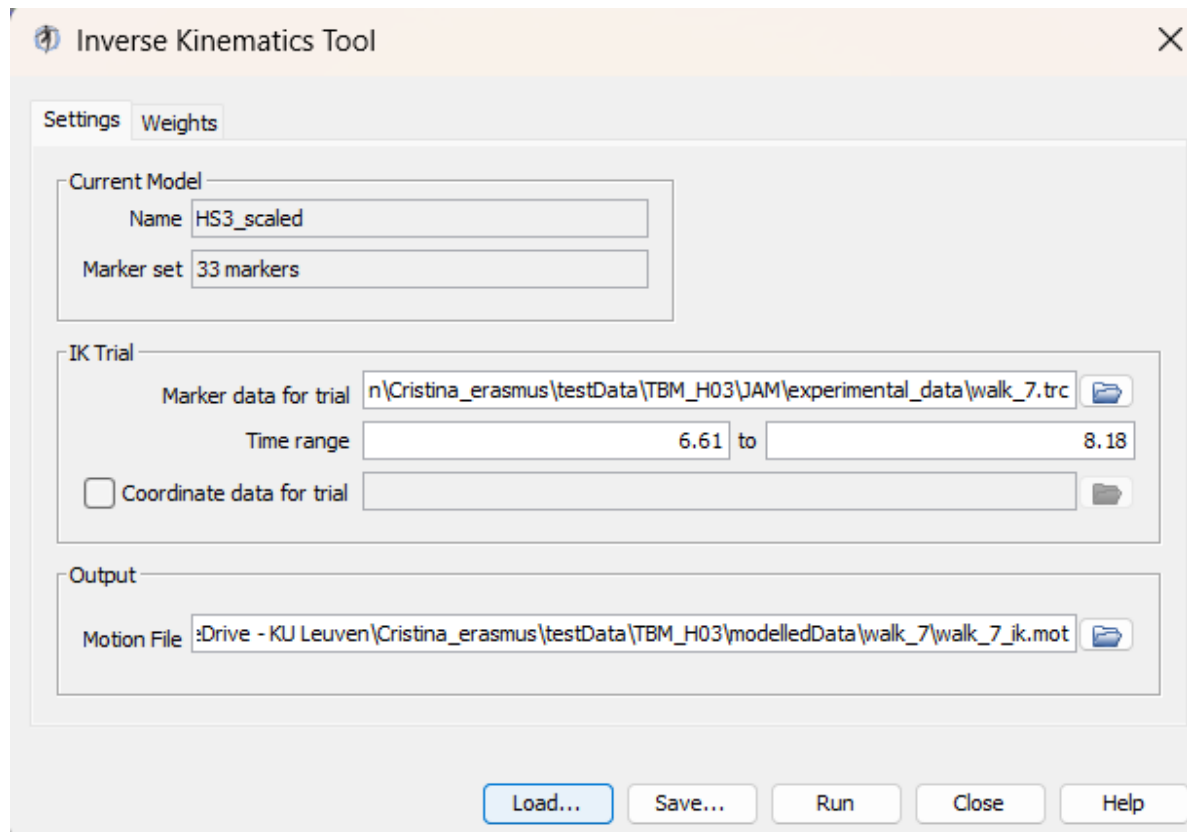 Inverse Kinematics Tool
Settings Weights
Current Model
Name HS3_scaled
Marker set 33 markers
IK Trial
Marker data for trial n\Cristina_erasmus\testData\TBM_H03\JAM\experimental_data\walk_7.trc
Time range 6.61 to 8.18
Coordinate data for trial
Output
Motion File :Drive - KU Leuven\Cristina_erasmus\testData\TBM_H03\modelledData\walk_7\walk_7_ik.mot
Load... Save... Run Close Help